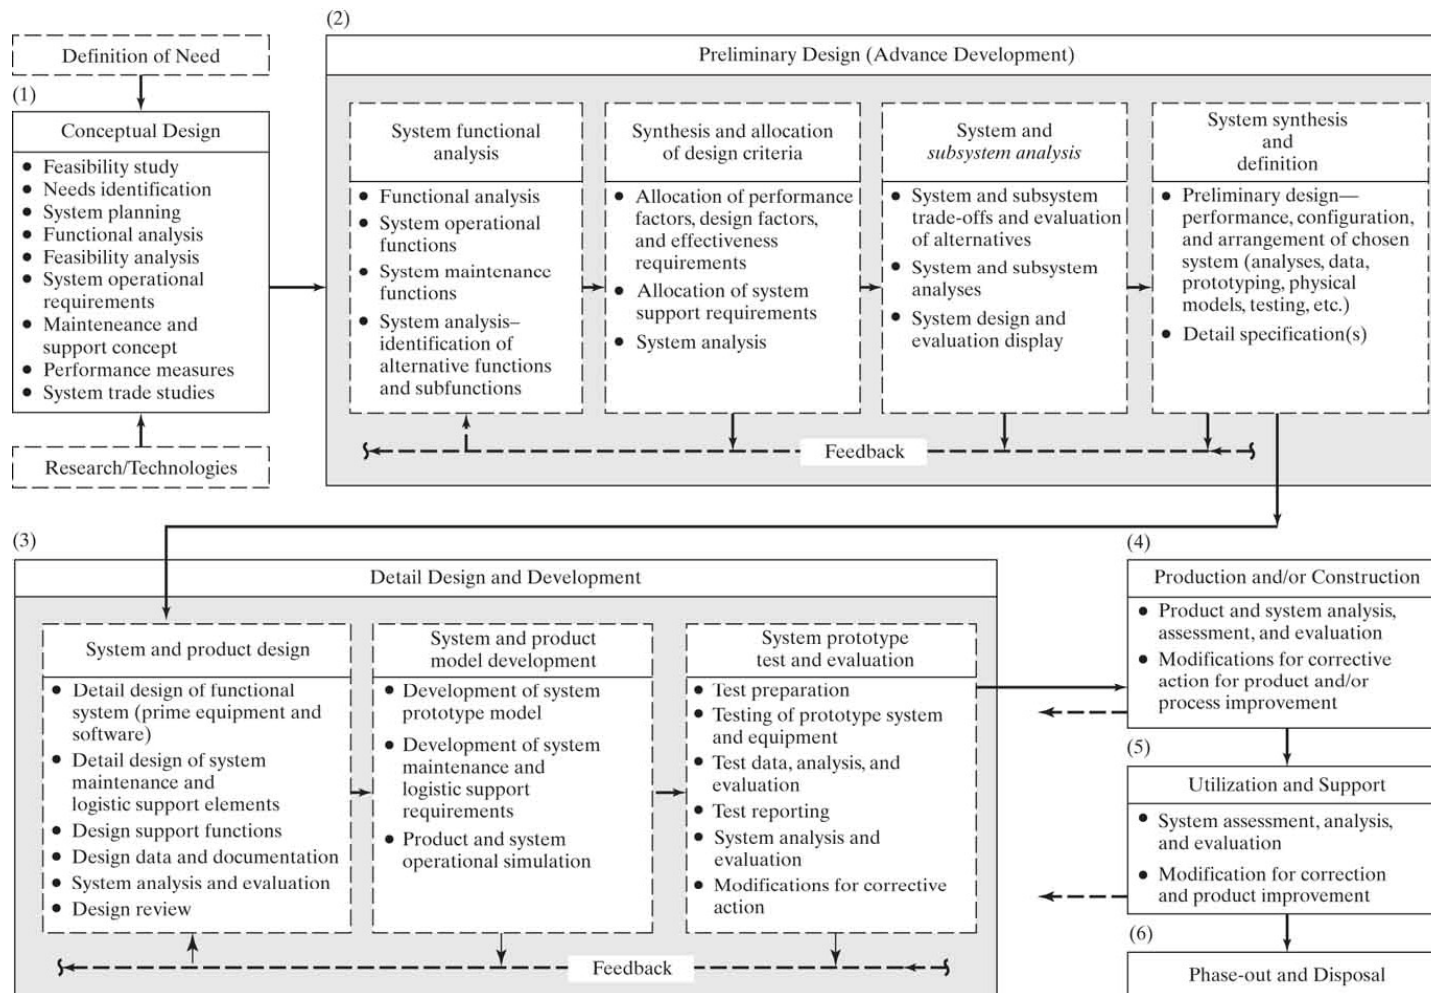 (2)
Definition of Need
Preliminary Design (Advance Development)
(1)
Conceptual Design
● Feasibility study
● Needs identification
● System planning
● Functional analysis
● Feasibility analysis
● System operational
requirements
● Mainteneance and
support concept
● Performance measures
● System trade studies
Research/Technologies
System functional
analysis
● Functional analysis
● System operational
functions
● System maintenance
functions
● System analysis–
identification of
alternative functions
and subfunctions
Synthesis and allocation
of design criteria
● Allocation of performance
factors, design factors,
and effectiveness
requirements
● Allocation of system
support requirements
● System analysis
System and
subsystem analysis
● System and subsystem
trade-offs and evaluation
of alternatives
● System and subsystem
analyses
● System design and
evaluation display
System synthesis
and
definition
● Preliminary design—
performance, configuration,
and arrangement of chosen
system (analyses, data,
prototyping, physical
models, testing, etc.)
● Detail specification(s)
Feedback
(3)
Detail Design and Development
System and product design
● Detail design of functional
system (prime equipment and
software)
● Detail design of system
maintenance and
logistic support elements
● Design support functions
● Design data and documentation
● System analysis and evaluation
● Design review
System and product
model development
● Development of system
prototype model
● Development of system
maintenance and
logistic support
requirements
● Product and system
operational simulation
System prototype
test and evaluation
● Test preparation
● Testing of prototype system
and equipment
● Test data, analysis, and
evaluation
● Test reporting
● System analysis and
evaluation
● Modifications for corrective
action
Feedback
(4)
Production and/or Construction
● Product and system analysis,
assessment, and evaluation
● Modifications for corrective
action for product and/or
process improvement
(5)
Utilization and Support
● System assessment, analysis,
and evaluation
● Modification for correction
and product improvement
(6)
Phase-out and Disposal